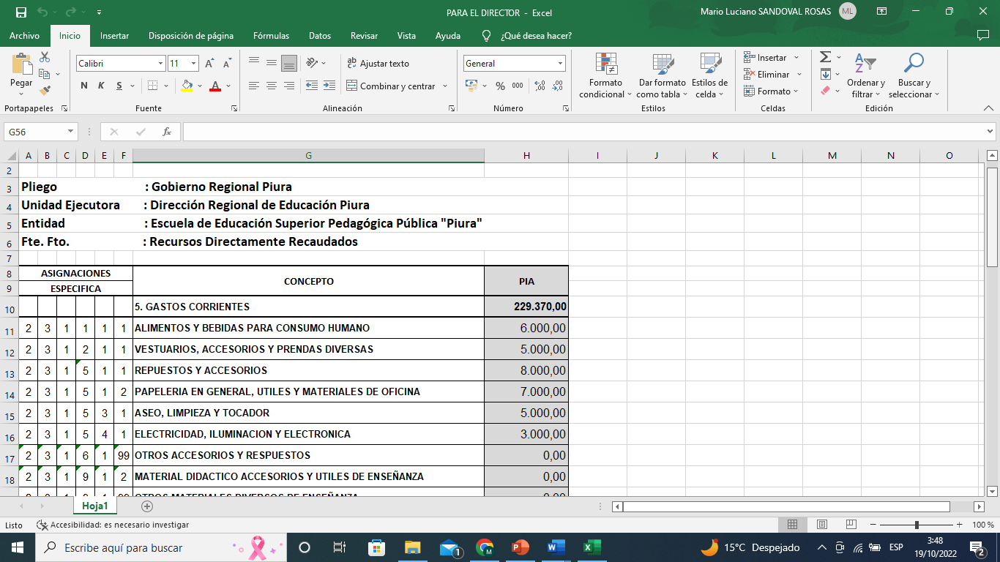 PARA EL DIRECTOR - Excel
Mario Luciano SANDOVAL ROSAS ML
Archivo Inicio Insertar Disposición de página Fórmulas Datos Revisar Vista Ayuda ¿Qué desea hacer?
Pegar
Portapapeles
Calibri 11
N K S
Fuente
Ajustar texto
Combinar y centrar
Alineación
General
% 000
Número
Formato condicional
Dar formato como tabla
Estilos de celda
Estilos
Insertar
Eliminar
Formato
Celdas
Ordenar y filtrar
Buscar y seleccionar
Edición
G56 fx
A B C D E F G H I J K L M N O
2
3 Pliego : Gobierno Regional Piura
4 Unidad Ejecutora : Dirección Regional de Educación Piura
5 Entidad : Escuela de Educación Superior Pedagógica Pública "Piura"
6 Fte. Fto. : Recursos Directamente Recaudados
7
8 ASIGNACIONES CONCEPTO PIA
9 ESPECIFICA
10 5. GASTOS CORRIENTES 229.370,00
11 2 3 1 1 1 1 ALIMENTOS Y BEBIDAS PARA CONSUMO HUMANO 6.000,00
12 2 3 1 2 1 1 VESTUARIOS, ACCESORIOS Y PRENDAS DIVERSAS 5.000,00
13 2 3 1 5 1 1 REPUESTOS Y ACCESORIOS 8.000,00
14 2 3 1 5 1 2 PAPELERIA EN GENERAL, UTILES Y MATERIALES DE OFICINA 7.000,00
15 2 3 1 5 3 1 ASEO, LIMPIEZA Y TOCADOR 5.000,00
16 2 3 1 5 4 1 ELECTRICIDAD, ILUMINACION Y ELECTRONICA 3.000,00
17 2 3 1 6 1 99 OTROS ACCESORIOS Y RESPUESTOS 0,00
18 2 3 1 9 1 2 MATERIAL DIDACTICO ACCESORIOS Y UTILES DE ENSEÑANZA 0,00
OTROS MATERIALES DIVERSOS DE ENSEÑANZA
Hoja1
Listo Accesibilidad: es necesario investigar 100 %
Escribe aquí para buscar
1
15°C Despejado
ESP
3:48
19/10/2022
2